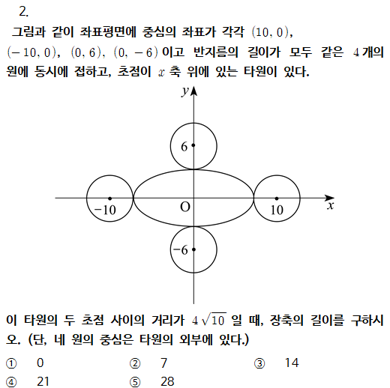 2.
그림과 같이 좌표평면에 중심의 좌표가 각각 (10, 0),
(−10, 0), (0, 6), (0, −6) 이고 반지름의 길이가 모두 같은 4개의
원에 동시에 접하고, 초점이 x 축 위에 있는 타원이 있다.
y
6
O
−10
10
x
−6
이 타원의 두 초점 사이의 거리가 4√10 일 때, 장축의 길이를 구하시
오. (단, 네 원의 중심은 타원의 외부에 있다.)
① 0 ② 7 ③ 14
④ 21 ⑤ 28